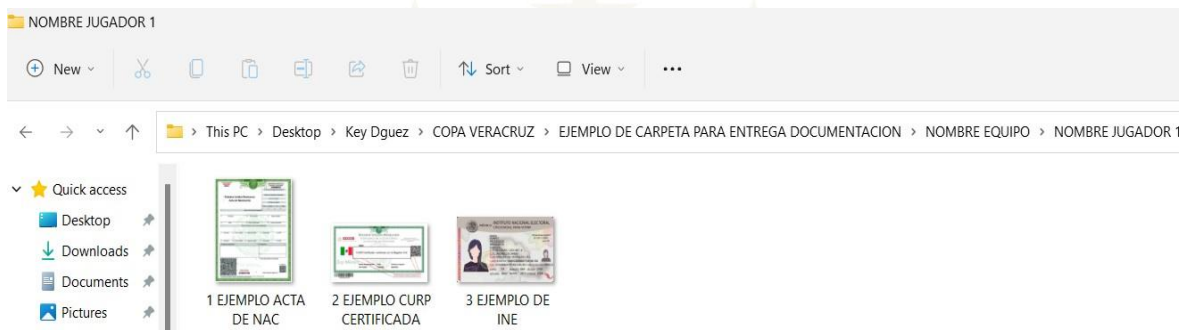 NOMBRE JUGADOR 1
New Sort View ...
This PC > Desktop > Key Dguez > COPA VERACRUZ > EJEMPLO DE CARPETA PARA ENTREGA DOCUMENTACION > NOMBRE EQUIPO > NOMBRE JUGADOR 1
Quick access
Desktop
Downloads
Documents
Pictures
1 EJEMPLO ACTA
DE NAC
2 EJEMPLO CURP
CERTIFICADA
3 EJEMPLO DE
INE